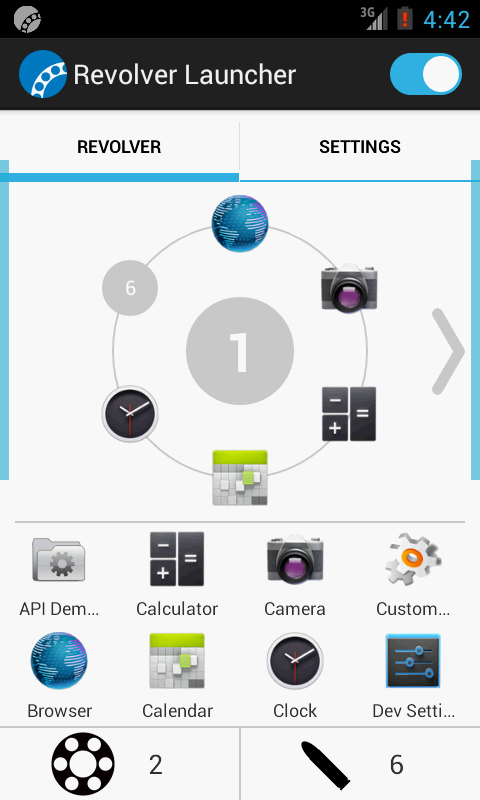 3G 4:42
Revolver Launcher
REVOLVER SETTINGS
6
1
API Dem... Calculator Camera Custom...
Browser Calendar Clock Dev Setti...
2 6